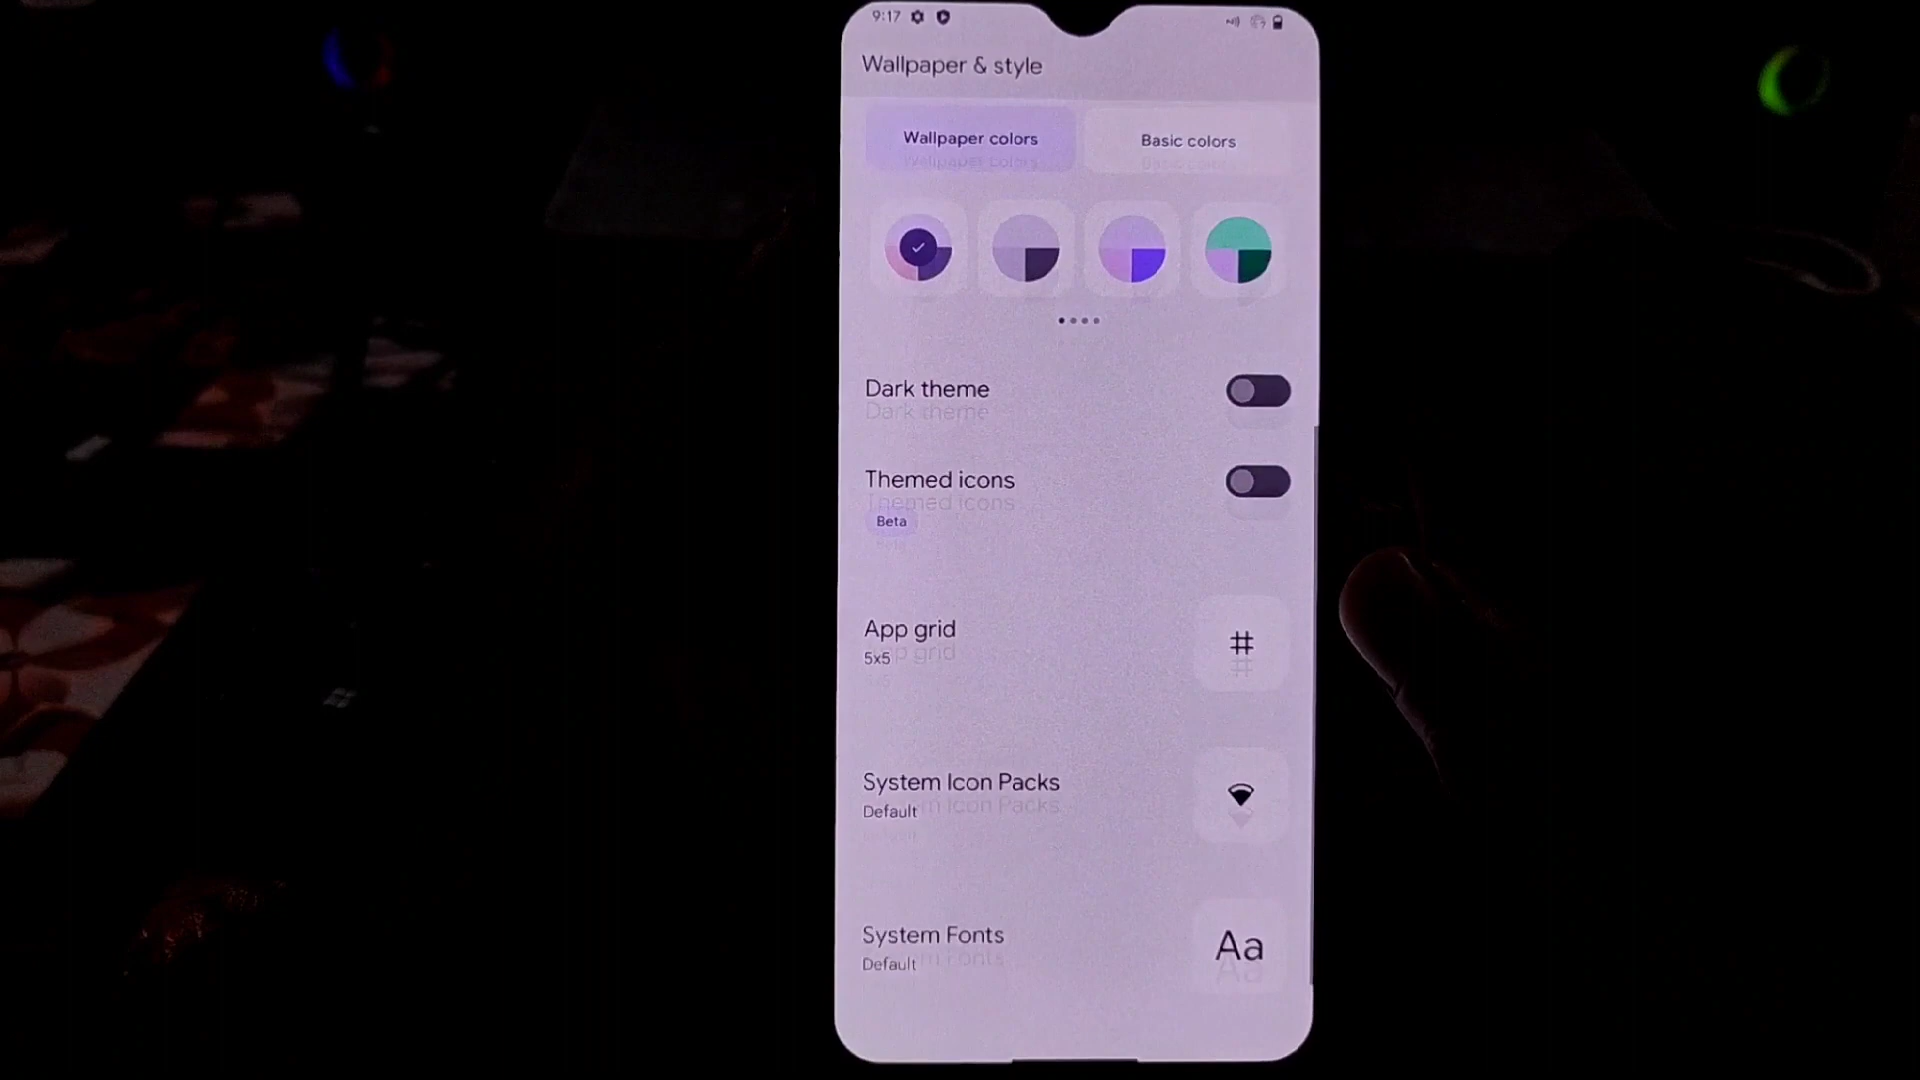 9:17
Wallpaper & style
Wallpaper colors
Basic colors
Dark theme
Themed icons
Beta
App grid
5x5
#
System Icon Packs
Default
System Fonts
Default
Aa